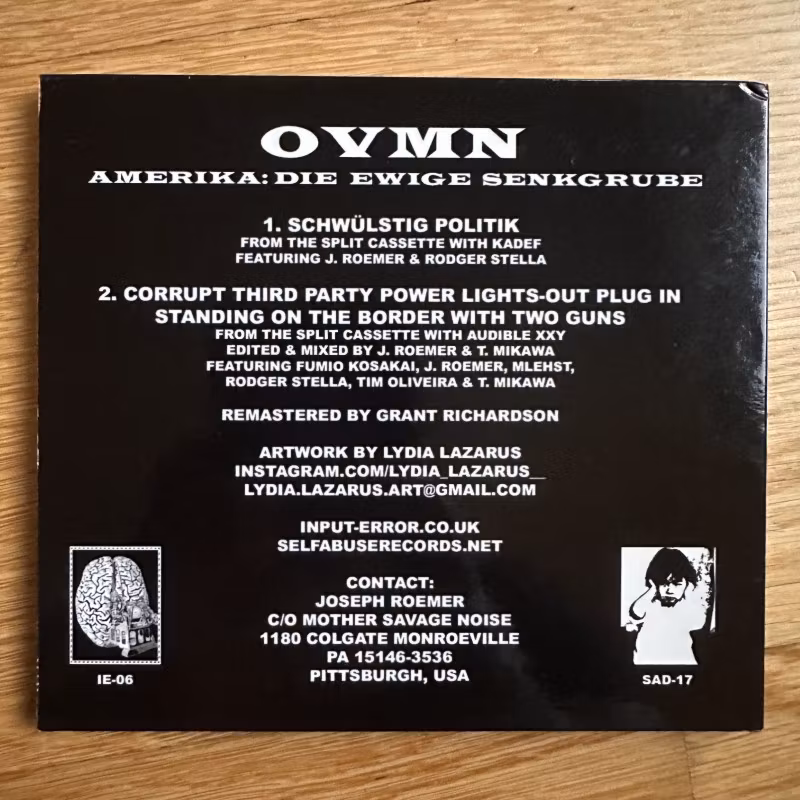 OVMN
AMERIKA: DIE EWIGE SENKGRUBE
1. SCHWÜLSTIG POLITIK
FROM THE SPLIT CASSETTE WITH KADEF
FEATURING J. ROEMER & RODGER STELLA
2. CORRUPT THIRD PARTY POWER LIGHTS-OUT PLUG IN
STANDING ON THE BORDER WITH TWO GUNS
FROM THE SPLIT CASSETTE WITH AUDIBLE XXY
EDITED & MIXED BY J. ROEMER & T. MIKAWA
FEATURING FUMIO KOSAKAI, J. ROEMER, MLEHST,
RODGER STELLA, TIM OLIVEIRA & T. MIKAWA
REMASTERED BY GRANT RICHARDSON
ARTWORK BY LYDIA LAZARUS
INSTAGRAM.COM/LYDIA_LAZARUS__
LYDIA.LAZARUS.ART@GMAIL.COM
INPUT-ERROR.CO.UK
SELFABUSERECORDS.NET
CONTACT:
JOSEPH ROEMER
C/O MOTHER SAVAGE NOISE
1180 COLGATE MONROEVILLE
PA 15146-3536
PITTSBURGH, USA
IE-06
SAD-17